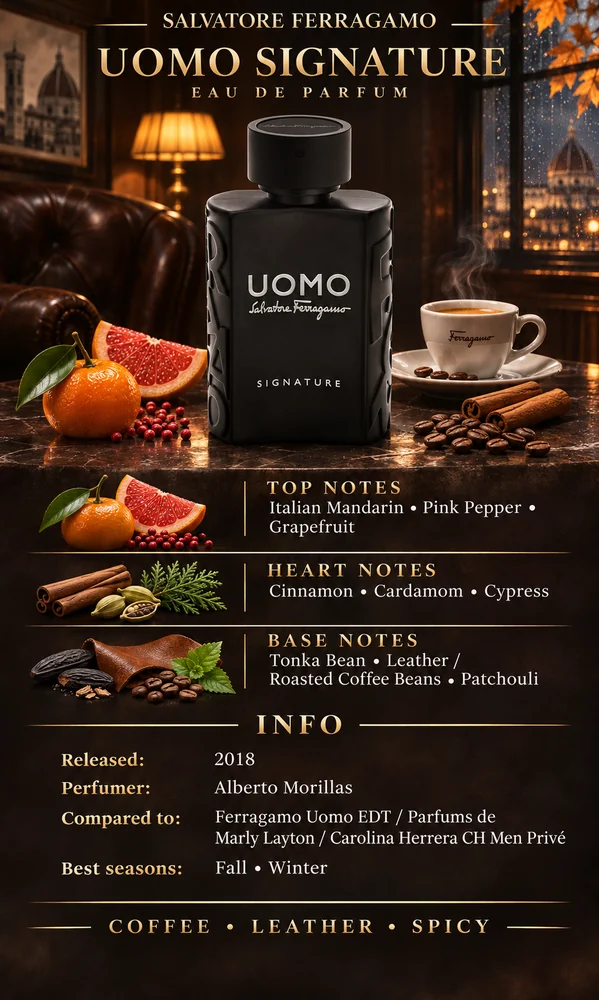 SALVATORE FERRAGAMO
UOMO SIGNATURE
EAU DE PARFUM
UOMO
Salvatore Ferragamo
SIGNATURE
Ferragamo
TOP NOTES
Italian Mandarin • Pink Pepper •
Grapefruit
HEART NOTES
Cinnamon • Cardamom • Cypress
BASE NOTES
Tonka Bean • Leather /
Roasted Coffee Beans • Patchouli
INFO
Released: 2018
Perfumer: Alberto Morillas
Compared to: Ferragamo Uomo EDT / Parfums de
Marly Layton / Carolina Herrera CH Men Privé
Best seasons: Fall • Winter
COFFEE • LEATHER • SPICY